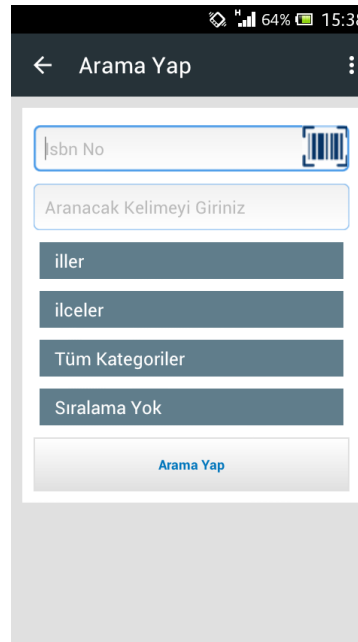 H 64% 15:38
Arama Yap
Isbn No
Aranacak Kelimeyi Giriniz
iller
ilceler
Tüm Kategoriler
Sıralama Yok
Arama Yap